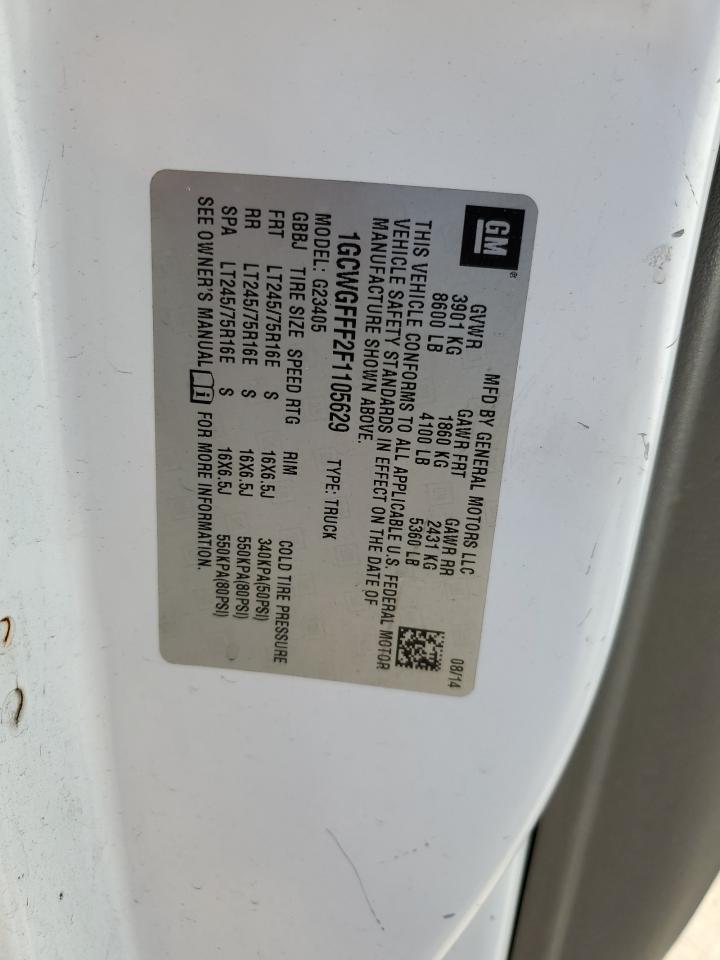 GM®
MFD BY GENERAL MOTORS LLC 08/14
GVWR GAWR FRT GAWR RR
3901 KG 1860 KG 2431 KG
8600 LB 4100 LB 5360 LB
THIS VEHICLE CONFORMS TO ALL APPLICABLE U.S. FEDERAL MOTOR
VEHICLE SAFETY STANDARDS IN EFFECT ON THE DATE OF
MANUFACTURE SHOWN ABOVE.
1GCWGFFF2F1105629 TYPE: TRUCK
MODEL: G23405
GBBJ TIRE SIZE SPEED RTG RIM COLD TIRE PRESSURE
FRT LT245/75R16E S 16X6.5J 340KPA(50PSI)
RR LT245/75R16E S 16X6.5J 550KPA(80PSI)
SPA LT245/75R16E S 16X6.5J 550KPA(80PSI)
SEE OWNER'S MANUAL i FOR MORE INFORMATION.